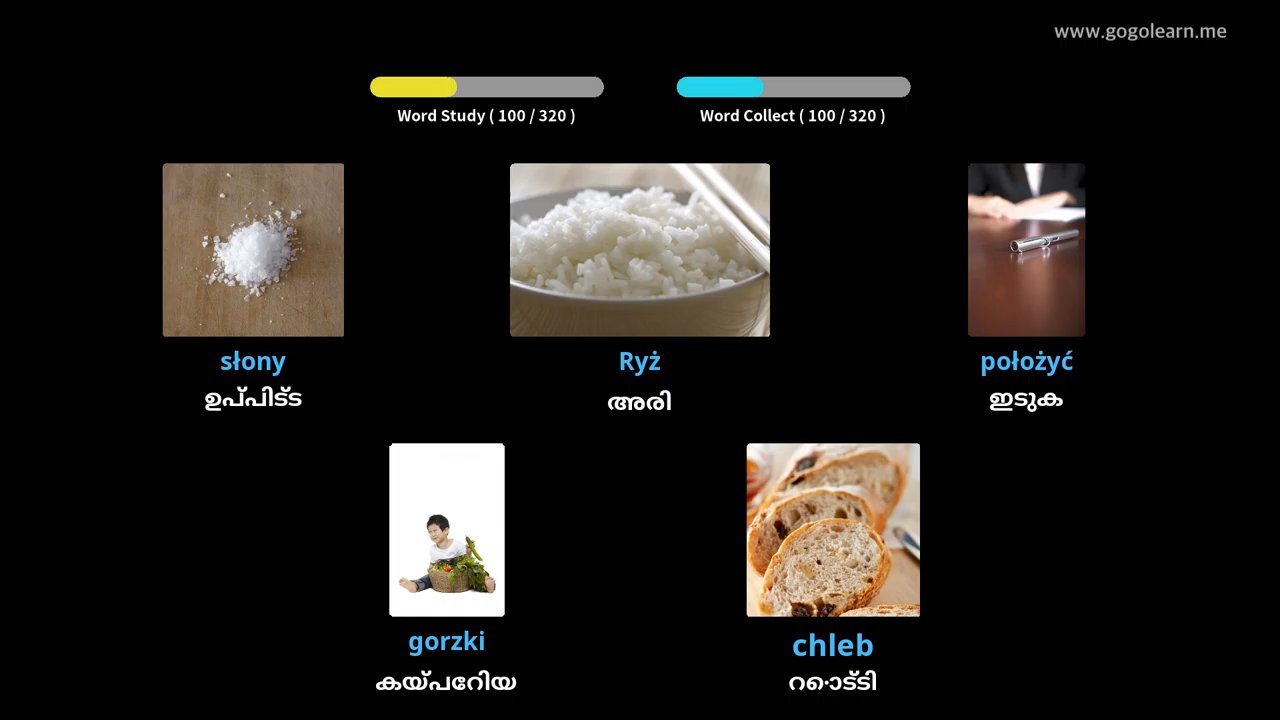 www.gogolearn.me
Word Study ( 100 / 320 )
Word Collect ( 100 / 320 )
słony
Ryż
położyć
ഉപ്പിട്ട
അരി
ഇടുക
gorzki
chleb
കയ്പേറിയ
റൊട്ടി